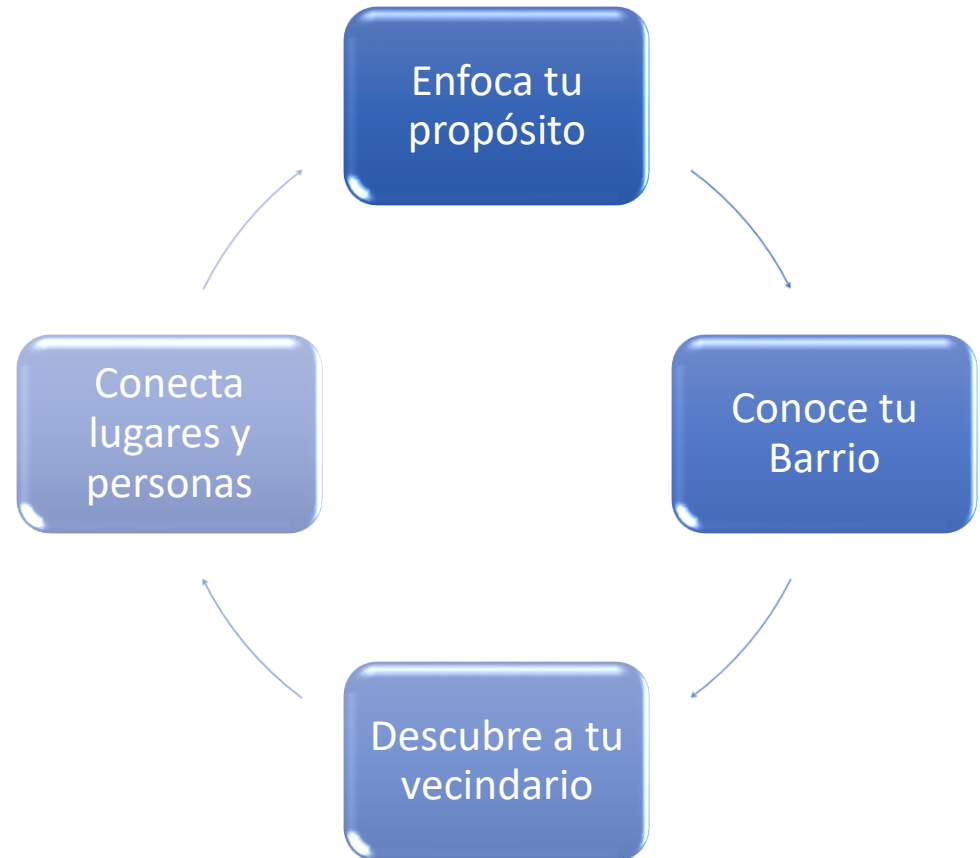 Enfoca tu
propósito
Conoce tu
Barrio
Descubre a tu
vecindario
Conecta
lugares y
personas